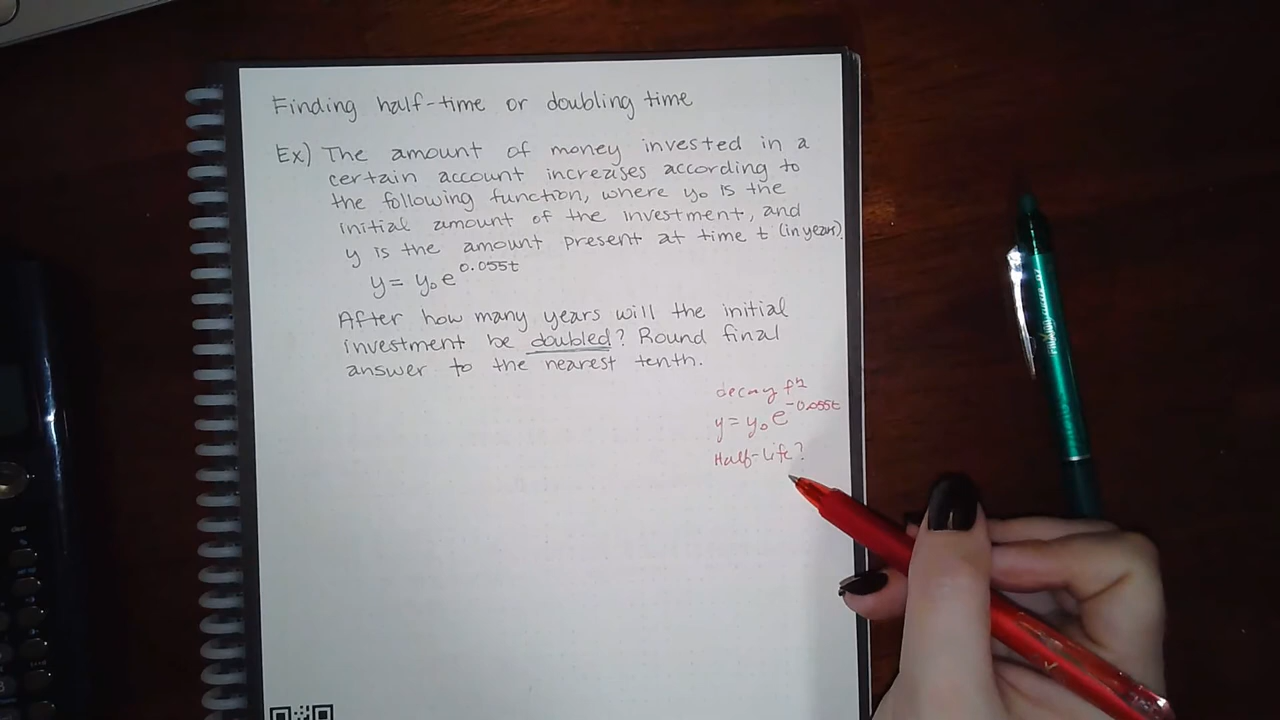 Finding half-time or doubling time
Ex) The amount of money invested in a
certain account increases according to
the following function, where y₀ is the
initial amount of the investment, and
y is the amount present at time t (in years).
y = y₀e^0.055t
After how many years will the initial
investment be doubled? Round final
answer to the nearest tenth.
decay fⁿ
y = y₀e^-0.055t
Half-life?